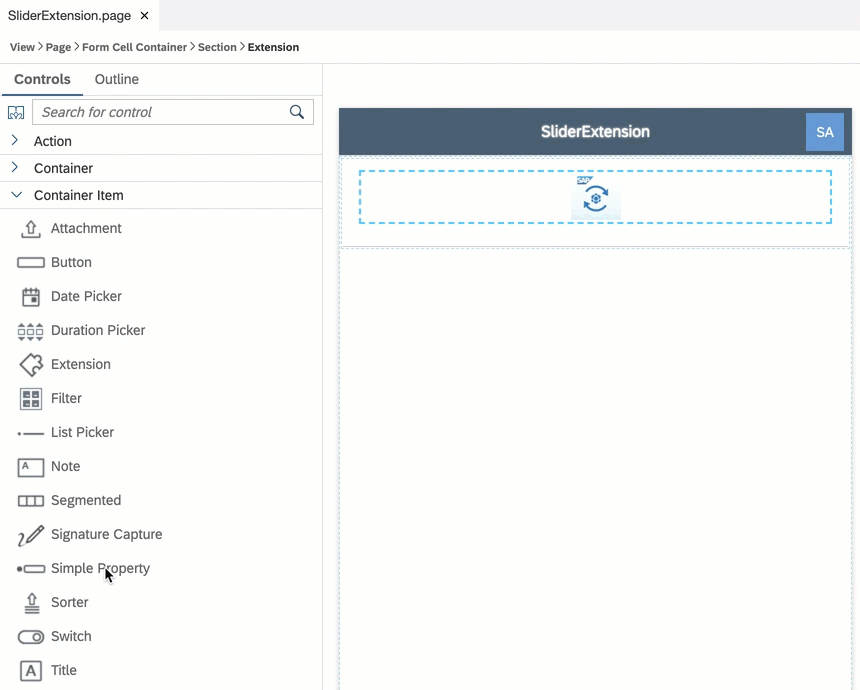 SliderExtension.page ×
View > Page > Form Cell Container > Section > Extension
Controls Outline
Search for control
Action
Container
Container Item
Attachment
Button
Date Picker
Duration Picker
Extension
Filter
List Picker
A Note
Segmented
Signature Capture
Simple Property
Sorter
Switch
A Title
SliderExtension
SA
SAP